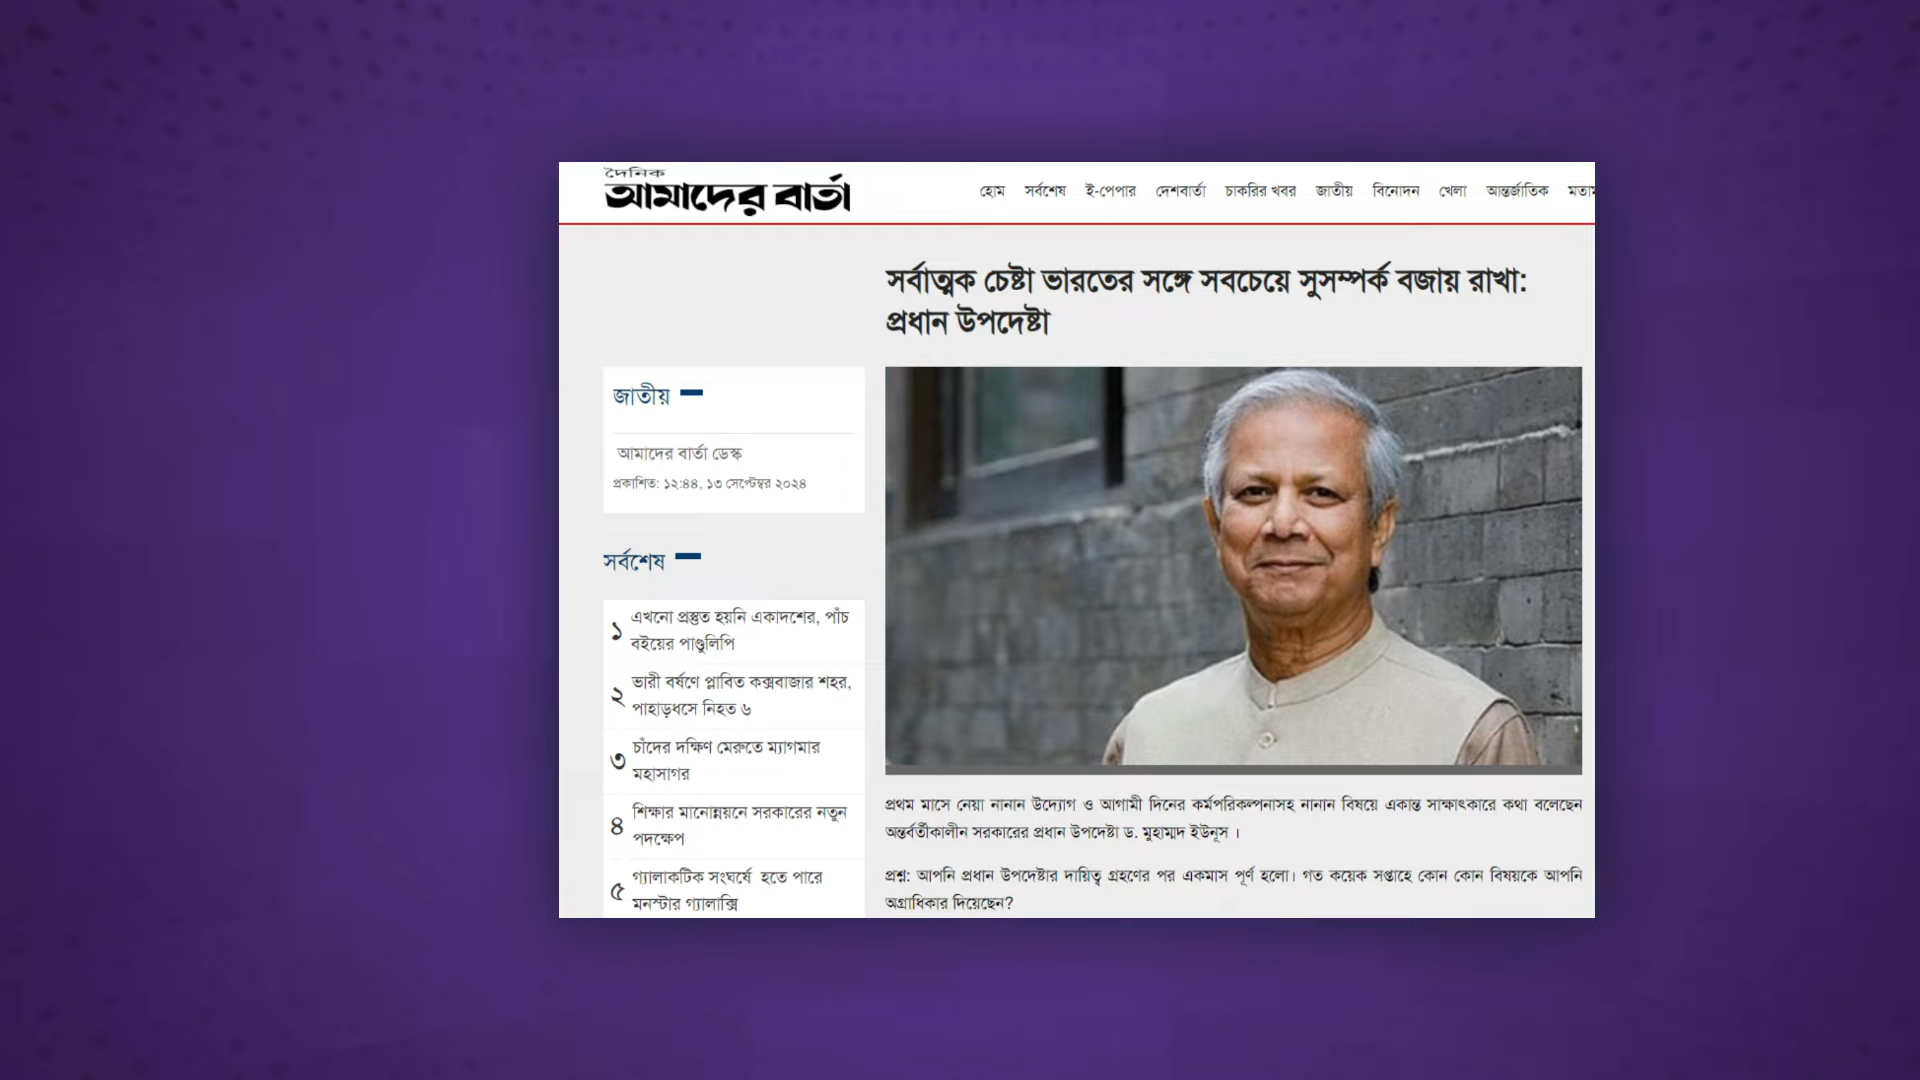 দৈনিক
আমাদের বার্তা
হোম সর্বশেষ ই-পেপার দেশবার্তা চাকরির খবর জাতীয় বিনোদন খেলা আন্তর্জাতিক
সর্বাত্মক চেষ্টা ভারতের সঙ্গে সবচেয়ে সুসম্পর্ক বজায় রাখা:
প্রধান উপদেষ্টা
জাতীয়
আমাদের বার্তা ডেস্ক
প্রকাশিত: ১২:৪৪, ১৩ সেপ্টেম্বর ২০২৪
সর্বশেষ
১ এখনো প্রস্তুত হয়নি একাদশের, পাঁচ
বইয়ের পাণ্ডুলিপি
২ ভারী বর্ষণে প্লাবিত কক্সবাজার শহর,
পাহাড়ধসে নিহত ৬
৩ চাঁদের দক্ষিণ মেরুতে ম্যাগমার
মহাসাগর
৪ শিক্ষার মানোন্নয়নে সরকারের নতুন
পদক্ষেপ
৫ গ্যালাকটিক সংঘর্ষে হতে পারে
মনস্টার গ্যালাক্সি
প্রথম মাসে নেয়া নানান উদ্যোগ ও আগামী দিনের কর্মপরিকল্পনাসহ নানান বিষয়ে একান্ত সাক্ষাৎকারে কথা বলেছেন
অন্তর্বর্তীকালীন সরকারের প্রধান উপদেষ্টা ড. মুহাম্মদ ইউনূস ।
প্রশ্ন: আপনি প্রধান উপদেষ্টার দায়িত্ব গ্রহণের পর একমাস পূর্ণ হলো। গত কয়েক সপ্তাহে কোন কোন বিষয়কে আপনি
অগ্রাধিকার দিয়েছেন?